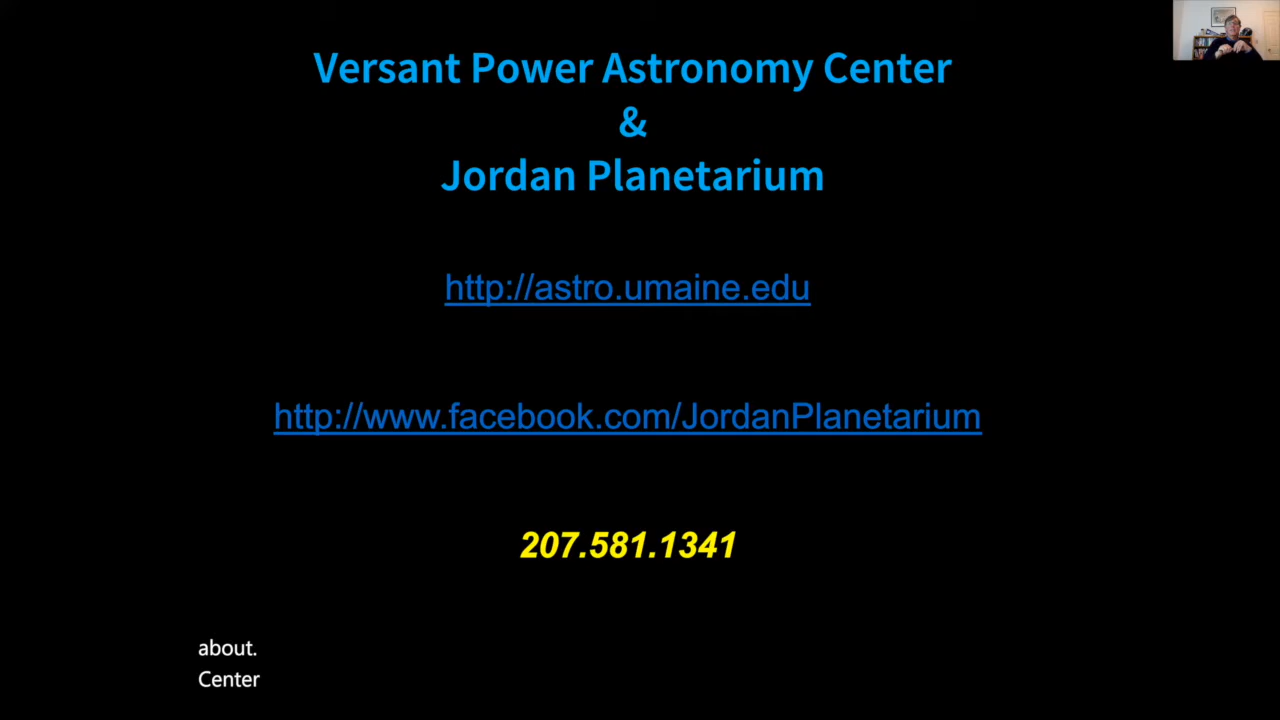 Versant Power Astronomy Center
&
Jordan Planetarium
http://astro.umaine.edu
http://www.facebook.com/JordanPlanetarium
207.581.1341
about.
Center